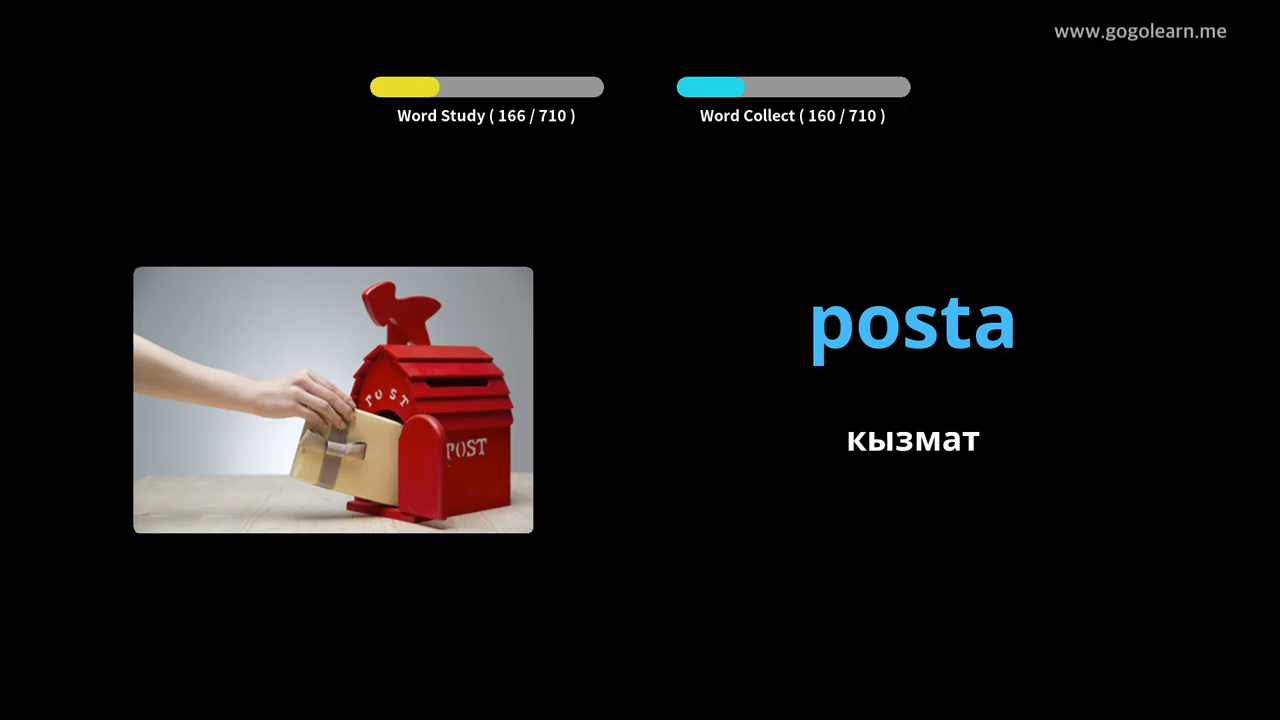 www.gogolearn.me
Word Study ( 166 / 710 )
Word Collect ( 160 / 710 )
posta
кызмат
POST
POST